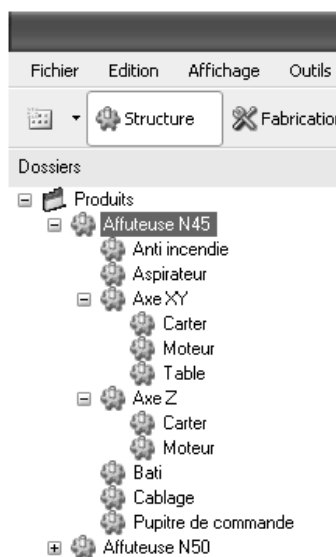 Fichier Edition Affichage Outils
Structure Fabrication
Dossiers
Produits
Affuteuse N45
Anti incendie
Aspirateur
Axe XY
Carter
Moteur
Table
Axe Z
Carter
Moteur
Bati
Cablage
Pupitre de commande
Affuteuse N50